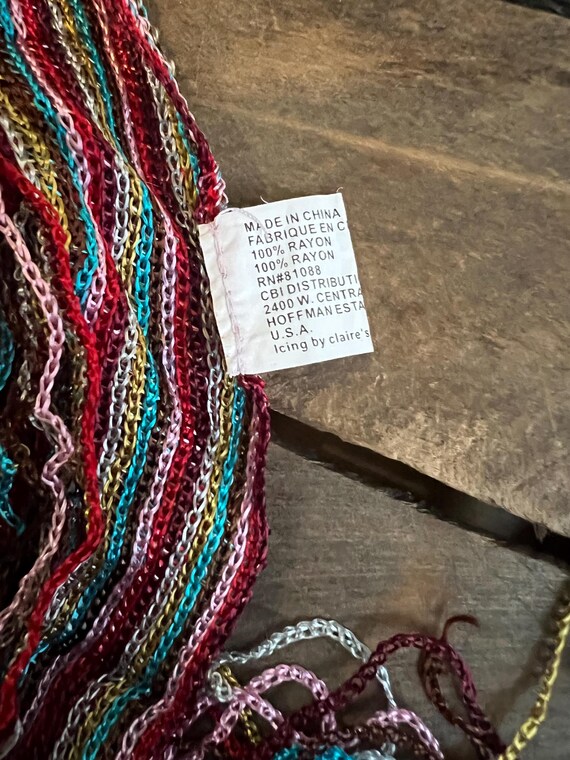 MADE IN CHINA
FABRIQUE EN C
100% RAYON
100% RAYON
RN#81088
CBI DISTRIBUTI
2400 W. CENTRA
HOFFMAN ESTA
U.S.A.
Icing by claire's